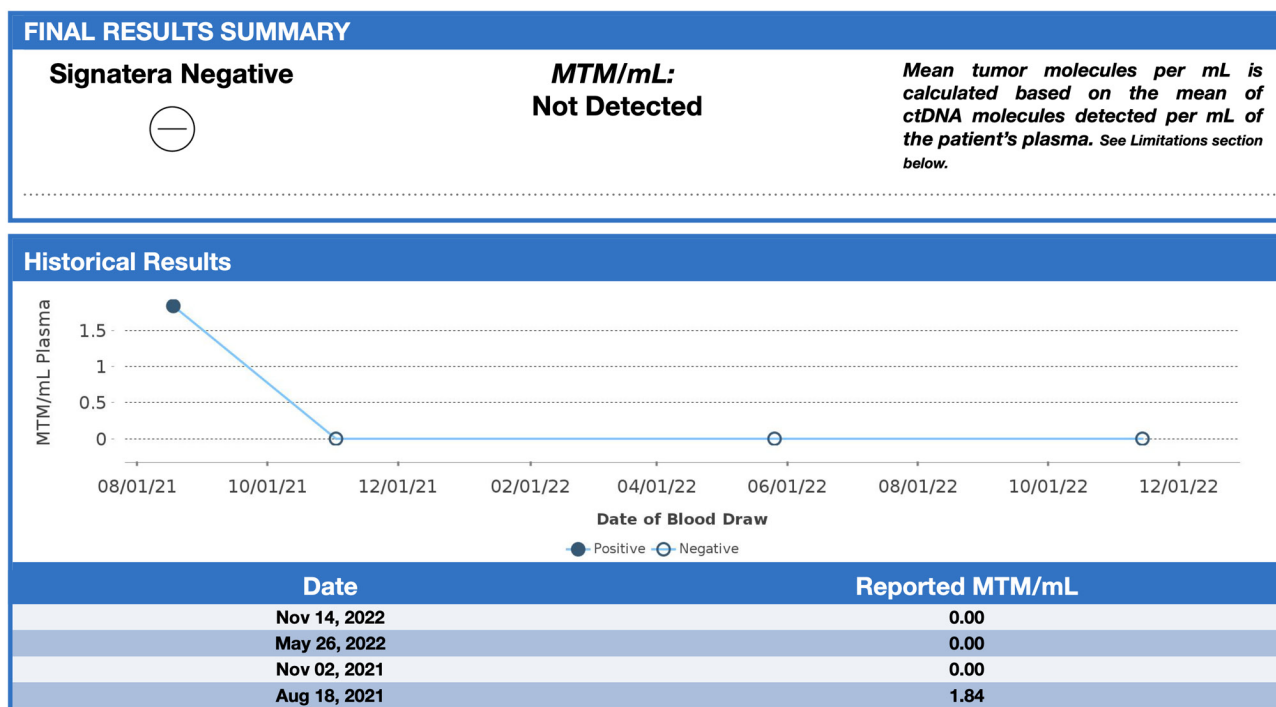 FINAL RESULTS SUMMARY
Signatera Negative
MTM/mL:
Not Detected
Mean tumor molecules per mL is
calculated based on the mean of
ctDNA molecules detected per mL of
the patient's plasma. See Limitations section
below.
Historical Results
MTM/mL Plasma
1.5
1
0.5
0
08/01/21 10/01/21 12/01/21 02/01/22 04/01/22 06/01/22 08/01/22 10/01/22 12/01/22
Date of Blood Draw
Positive Negative
Date Reported MTM/mL
Nov 14, 2022 0.00
May 26, 2022 0.00
Nov 02, 2021 0.00
Aug 18, 2021 1.84